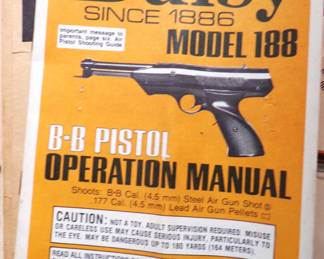 Daisy
SINCE 1886
Important message to
parents, page six, Air
Pistol Shooting Guide
MODEL 188
B•B PISTOL
OPERATION MANUAL
Shoots: B•B Cal. (4.5 mm) Steel Air Gun Shot
.177 Cal. (4.5 mm) Lead Air Gun Pellets
CAUTION: NOT A TOY. ADULT SUPERVISION REQUIRED. MISUSE
OR CARELESS USE MAY CAUSE SERIOUS INJURY, PARTICULARLY TO
THE EYE. MAY BE DANGEROUS UP TO 180 YARDS (164 METERS).
READ ALL INSTRUCTIONS